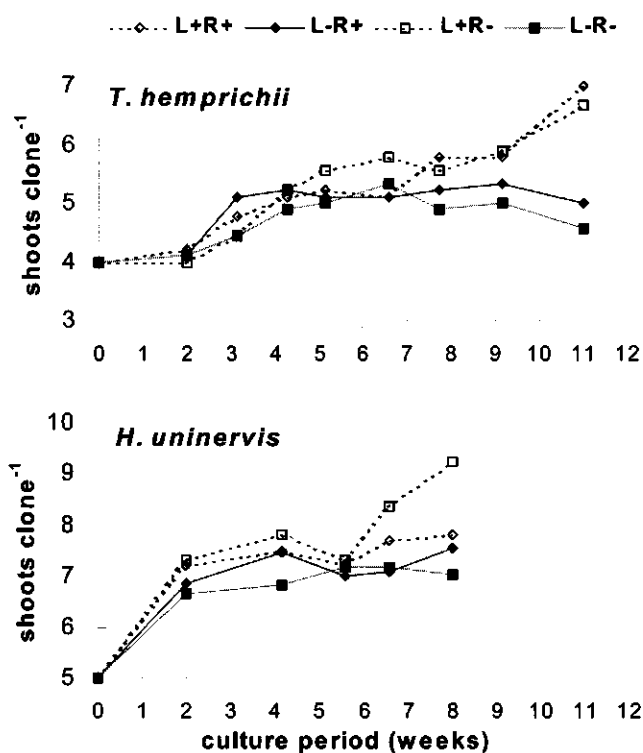 L+R+ L-R+ L+R- L-R-
T. hemprichii
7
6
5
4
3
shoots clone⁻¹
0 1 2 3 4 5 6 7 8 9 10 11 12
H. uninervis
10
9
8
7
6
5
shoots clone⁻¹
0 1 2 3 4 5 6 7 8 9 10 11 12
culture period (weeks)